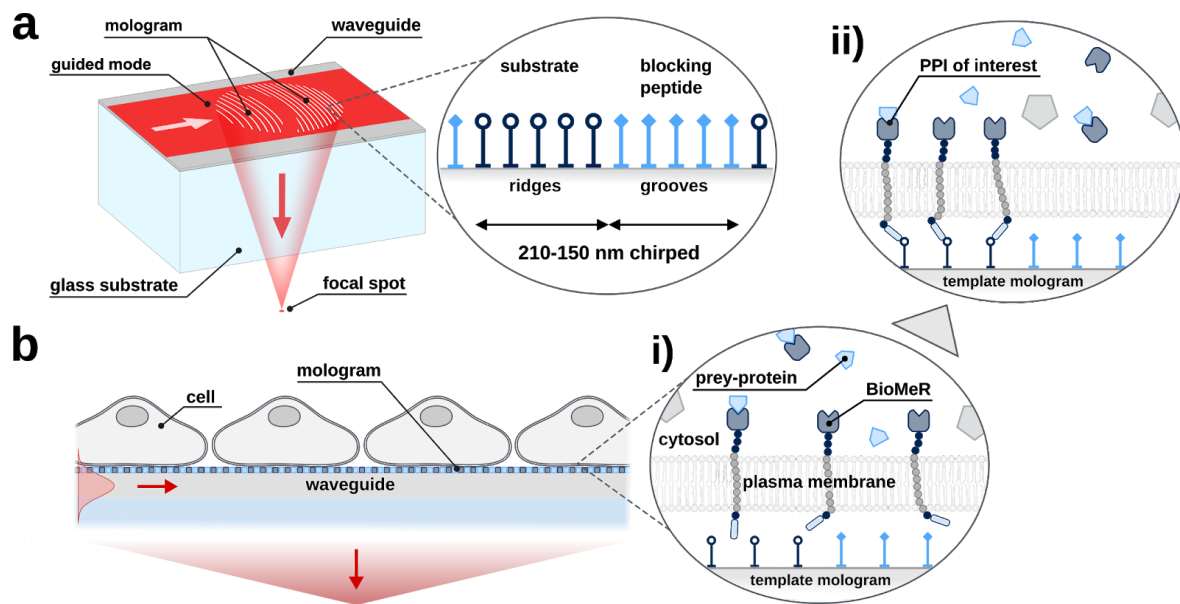 a
mologram
waveguide
guided mode
glass substrate
focal spot
substrate
blocking
peptide
ridges
grooves
210-150 nm chirped
ii)
PPI of interest
template mologram
b
cell
mologram
waveguide
i)
prey-protein
BioMeR
cytosol
plasma membrane
template mologram